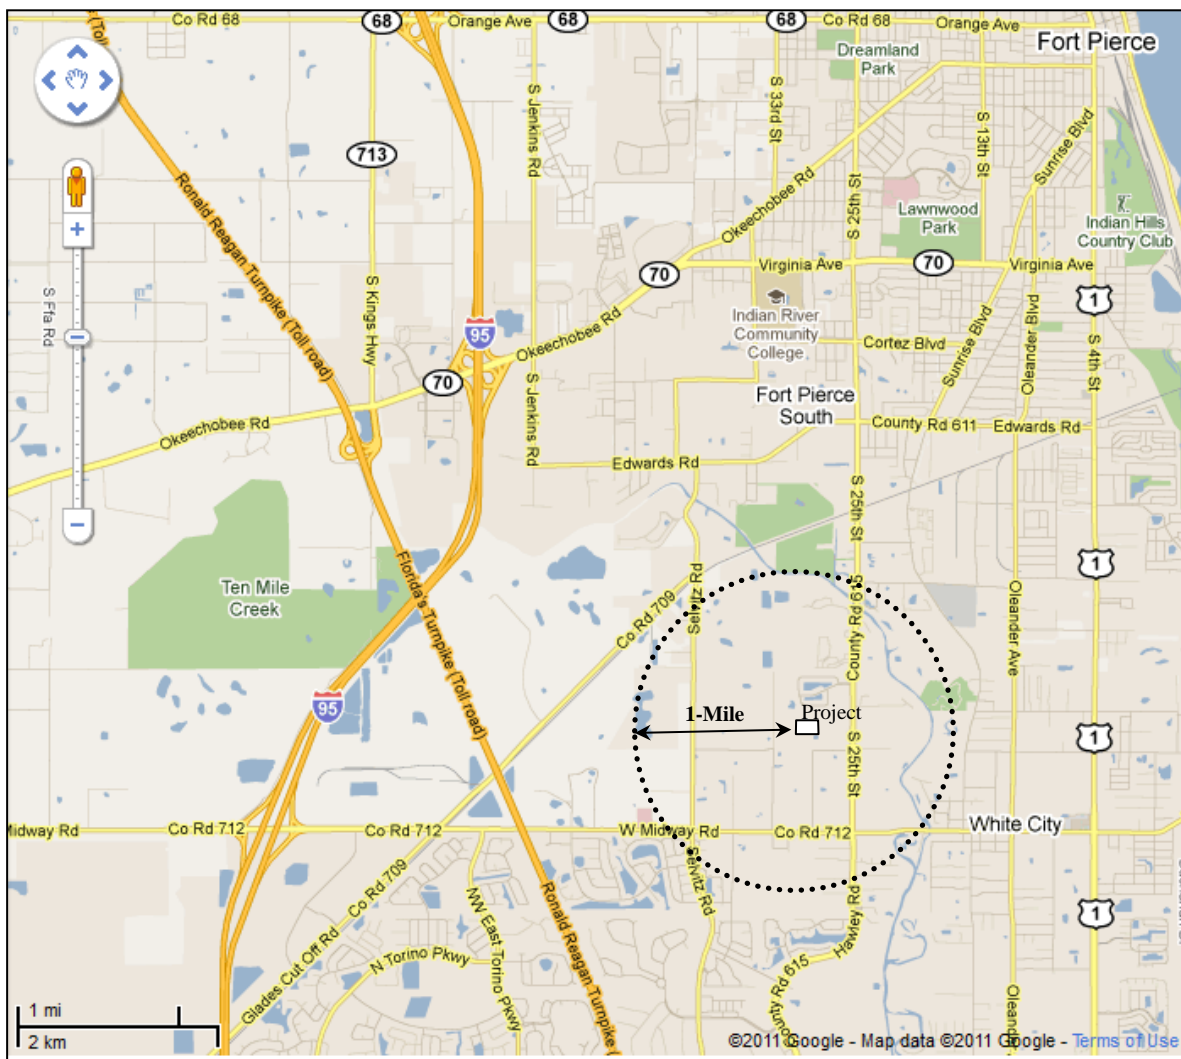 Co Rd 68
68
Orange Ave
68
68
Co Rd 68
Orange Ave
Fort Pierce
Dreamland
Park
(Toll
S Jenkins Rd
S 33rd St
S 13th St
Sunrise Blvd
713
Ronald Reagan Turnpike (Toll road)
Okeechobee Rd
S 25th St
Lawnwood
Park
Indian Hills
Country Club
70
Virginia Ave
70
Virginia Ave
S Ffa Rd
S Kings Hwy
1
Indian River
Community
College
95
Okeechobee Rd
Cortez Blvd
Sunrise Blvd
Oleander Blvd
S 4th St
70
S Jenkins Rd
Fort Pierce
South
Okeechobee Rd
County Rd 611
Edwards Rd
Edwards Rd
S 25th St
Ten Mile
Creek
Florida's Turnpike (Toll road)
1
Selvitz Rd
Co Rd 709
County Rd 615
Oleander Ave
95
1-Mile
Project
1
S 25th St
Midway Rd
Co Rd 712
Co Rd 712
W Midway Rd
Co Rd 712
White City
Co Rd 709
Selvitz Rd
NW East Torino Pkwy
Ronald Reagan Turnpike (
Hawley Rd
1
Glades Cut Off Rd
N Torino Pkwy
County Rd 615
1 mi
2 km
©2011 Google - Map data ©2011 Google - Terms of Use